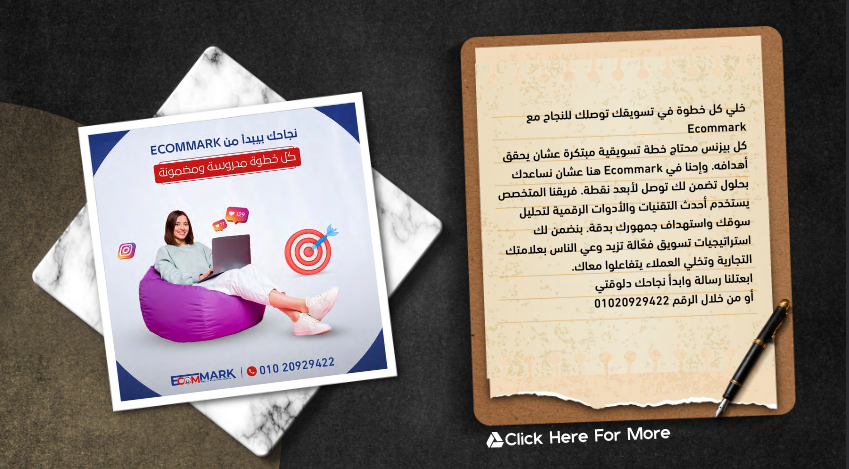 نجاحك بيبدأ من ECOMMARK
كل خطوة مدروسة ومضمونة
ECOMMARK | 010 20929422
خلي كل خطوة في تسويقك توصلك للنجاح مع
Ecommark
كل بيزنس محتاج خطة تسويقية مبتكرة عشان يحقق
أهدافه. وإحنا في Ecommark هنا عشان نساعدك
بحلول تضمن لك توصل لأبعد نقطة. فريقنا المتخصص
يستخدم أحدث التقنيات والأدوات الرقمية لتحليل
سوقك واستهداف جمهورك بدقة. بنضمن لك
استراتيجيات تسويق فعّالة تزيد وعي الناس بعلامتك
التجارية وتخلي العملاء يتفاعلوا معاك.
ابعتلنا رسالة وابدأ نجاحك دلوقتي
أو من خلال الرقم 01020929422
Click Here For More